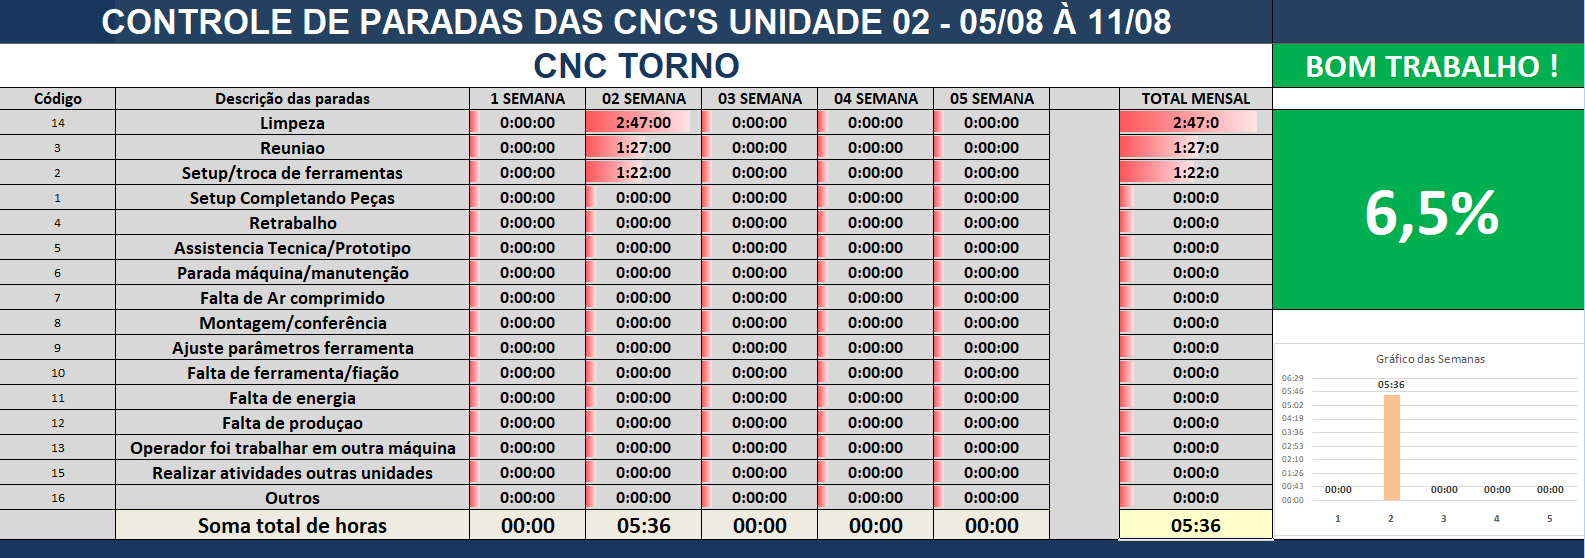 CONTROLE DE PARADAS DAS CNC'S UNIDADE 02 - 05/08 À 11/08
CNC TORNO
BOM TRABALHO !
Código Descrição das paradas 1 SEMANA 02 SEMANA 03 SEMANA 04 SEMANA 05 SEMANA TOTAL MENSAL
14 Limpeza 0:00:00 2:47:00 0:00:00 0:00:00 0:00:00 2:47:0
3 Reuniao 0:00:00 1:27:00 0:00:00 0:00:00 0:00:00 1:27:0
2 Setup/troca de ferramentas 0:00:00 1:22:00 0:00:00 0:00:00 0:00:00 1:22:0
1 Setup Completando Peças 0:00:00 0:00:00 0:00:00 0:00:00 0:00:00 0:00:0
4 Retrabalho 0:00:00 0:00:00 0:00:00 0:00:00 0:00:00 0:00:0
5 Assistencia Tecnica/Prototipo 0:00:00 0:00:00 0:00:00 0:00:00 0:00:00 0:00:0
6 Parada máquina/manutenção 0:00:00 0:00:00 0:00:00 0:00:00 0:00:00 0:00:0
7 Falta de Ar comprimido 0:00:00 0:00:00 0:00:00 0:00:00 0:00:00 0:00:0
8 Montagem/conferência 0:00:00 0:00:00 0:00:00 0:00:00 0:00:00 0:00:0
9 Ajuste parâmetros ferramenta 0:00:00 0:00:00 0:00:00 0:00:00 0:00:00 0:00:0
10 Falta de ferramenta/fiação 0:00:00 0:00:00 0:00:00 0:00:00 0:00:00 0:00:0
11 Falta de energia 0:00:00 0:00:00 0:00:00 0:00:00 0:00:00 0:00:0
12 Falta de produçao 0:00:00 0:00:00 0:00:00 0:00:00 0:00:00 0:00:0
13 Operador foi trabalhar em outra máquina 0:00:00 0:00:00 0:00:00 0:00:00 0:00:00 0:00:0
15 Realizar atividades outras unidades 0:00:00 0:00:00 0:00:00 0:00:00 0:00:00 0:00:0
16 Outros 0:00:00 0:00:00 0:00:00 0:00:00 0:00:00 0:00:0
Soma total de horas 00:00 05:36 00:00 00:00 00:00 05:36
6,5%
Gráfico das Semanas
06:29
05:46
05:02
04:19
03:36
02:53
02:10
01:26
00:43
00:00
00:00 05:36 00:00 00:00 00:00
1 2 3 4 5